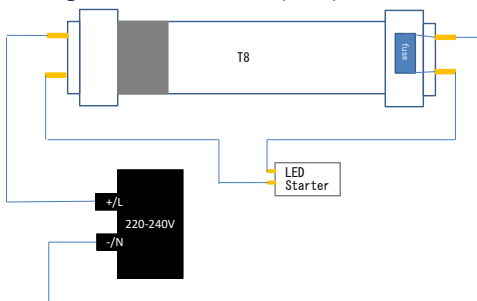 T8
fuse
LED
Starter
+/L
220-240V
-/N